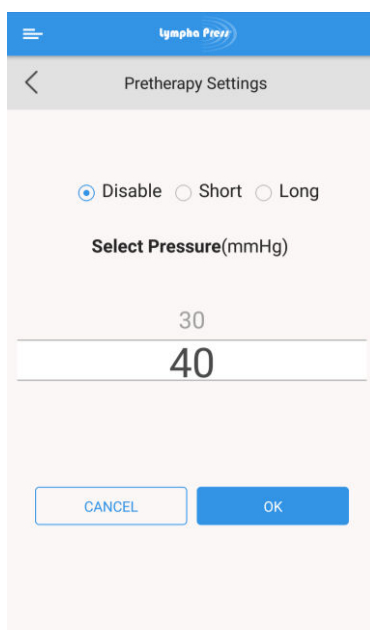 Lympha Press
Pretherapy Settings
Disable Short Long
Select Pressure(mmHg)
30
40
CANCEL OK